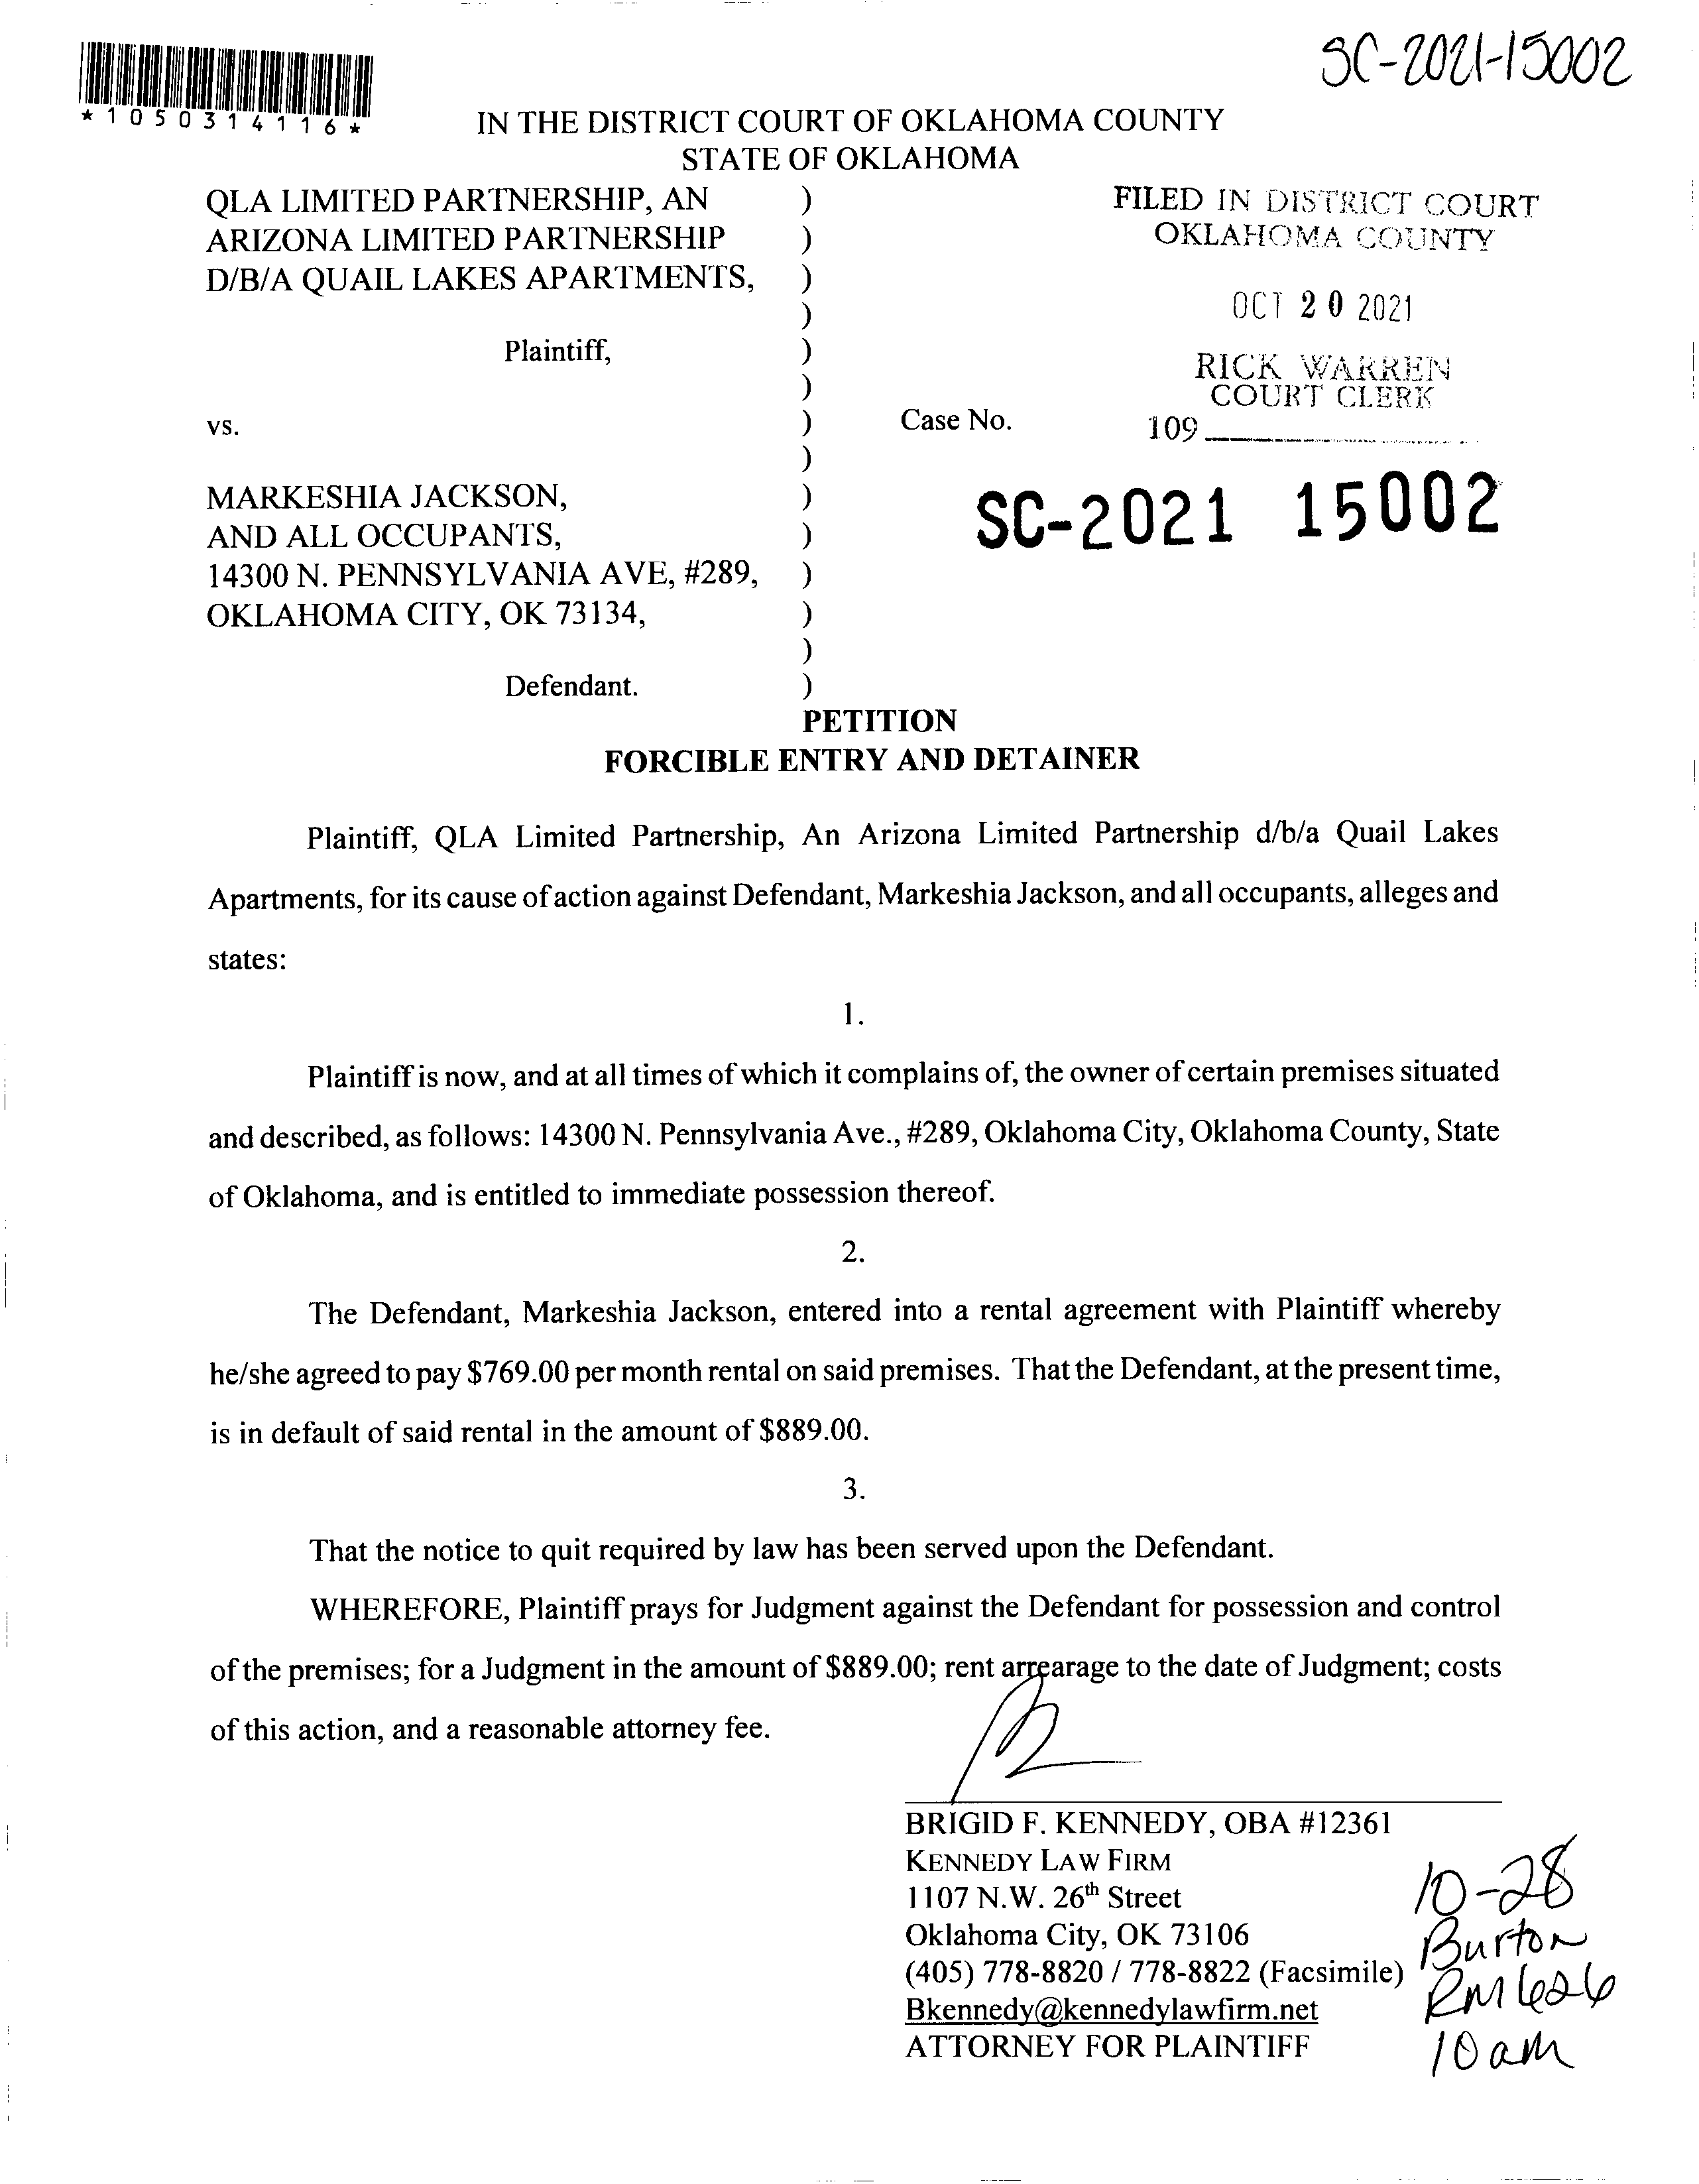 SC-2021-15002
*1050314116*
IN THE DISTRICT COURT OF OKLAHOMA COUNTY
STATE OF OKLAHOMA
QLA LIMITED PARTNERSHIP, AN )
ARIZONA LIMITED PARTNERSHIP )
D/B/A QUAIL LAKES APARTMENTS, )
)
Plaintiff, )
)
vs. ) Case No.
)
MARKESHIA JACKSON, )
AND ALL OCCUPANTS, )
14300 N. PENNSYLVANIA AVE, #289, )
OKLAHOMA CITY, OK 73134, )
)
Defendant. )
FILED IN DISTRICT COURT
OKLAHOMA COUNTY
OCT 20 2021
RICK WARREN
COURT CLERK
109
SC-2021 15002
PETITION
FORCIBLE ENTRY AND DETAINER
Plaintiff, QLA Limited Partnership, An Arizona Limited Partnership d/b/a Quail Lakes
Apartments, for its cause of action against Defendant, Markeshia Jackson, and all occupants, alleges and
states:
1.
Plaintiff is now, and at all times of which it complains of, the owner of certain premises situated
and described, as follows: 14300 N. Pennsylvania Ave., #289, Oklahoma City, Oklahoma County, State
of Oklahoma, and is entitled to immediate possession thereof.
2.
The Defendant, Markeshia Jackson, entered into a rental agreement with Plaintiff whereby
he/she agreed to pay $769.00 per month rental on said premises. That the Defendant, at the present time,
is in default of said rental in the amount of $889.00.
3.
That the notice to quit required by law has been served upon the Defendant.
WHEREFORE, Plaintiff prays for Judgment against the Defendant for possession and control
of the premises; for a Judgment in the amount of $889.00; rent arrearage to the date of Judgment; costs
of this action, and a reasonable attorney fee.
BRIGID F. KENNEDY, OBA #12361
KENNEDY LAW FIRM
1107 N.W. 26th Street
Oklahoma City, OK 73106
(405) 778-8820 / 778-8822 (Facsimile)
Bkennedy@kennedylawfirm.net
ATTORNEY FOR PLAINTIFF
10-28
Burton
RM 626
10am